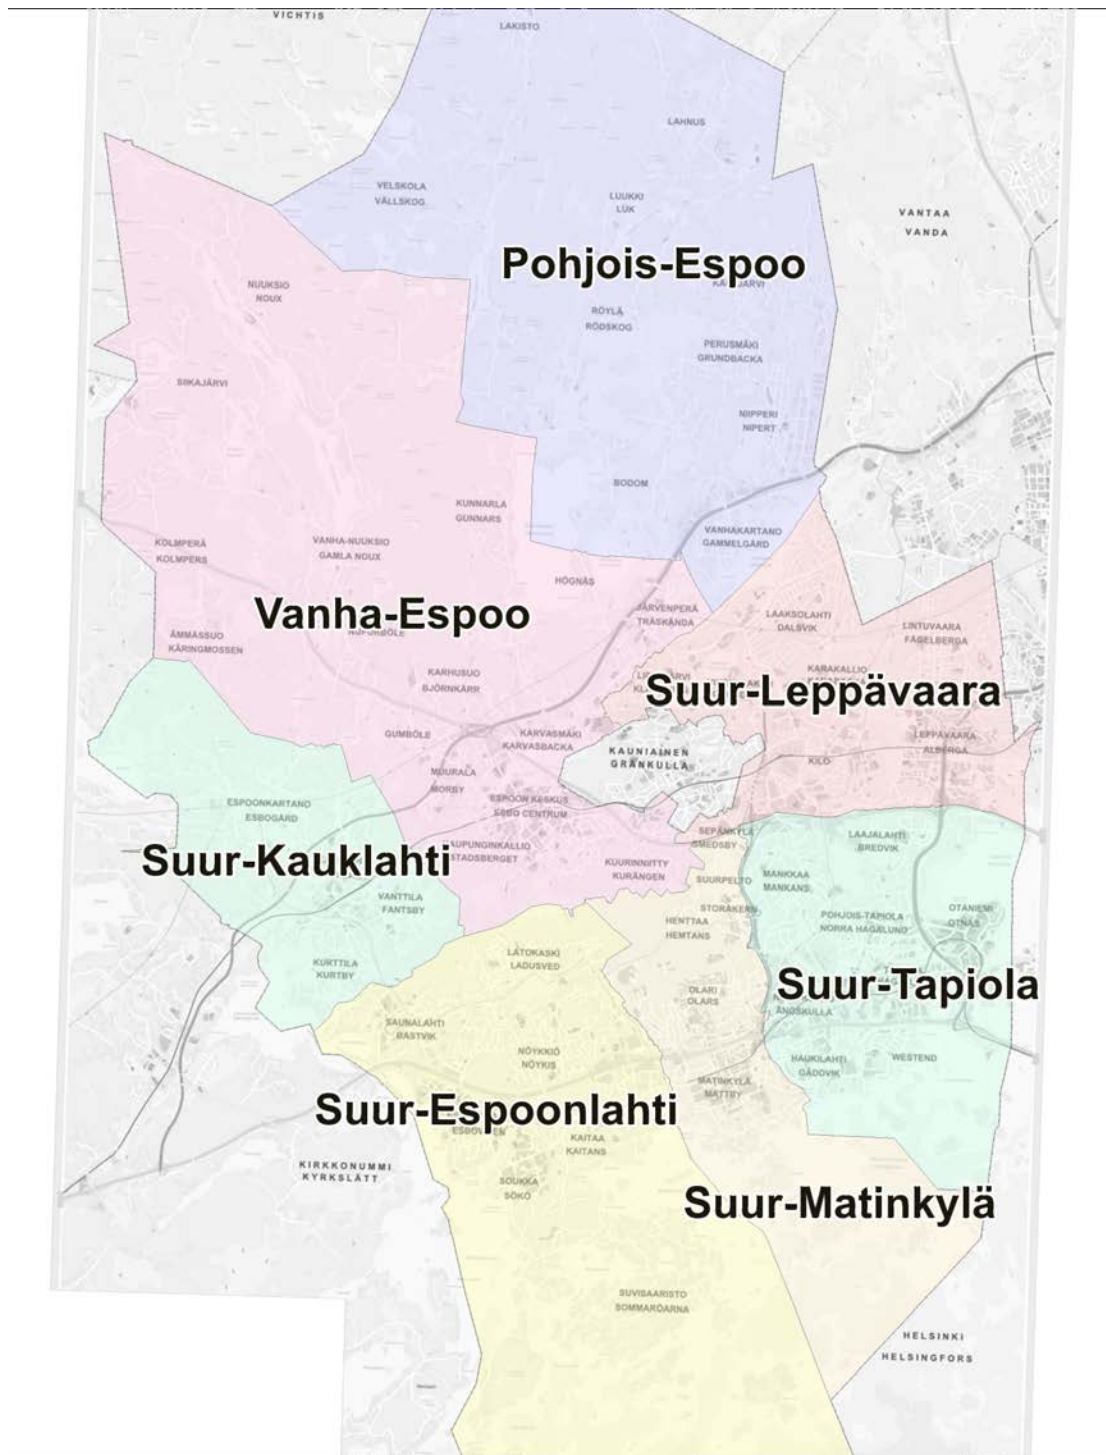 VICHTIS
LAKISTO
LAHNUS
VELSKOLA
VÄLLSKOG
LUUKKI
LUK
VANTAA
VANDA
Pohjois-Espoo
NUUKSIO
NOUX
RÖYLÄ
RÖDSKOG
PERUSMÄKI
GRUNDBACKA
SIIKAJÄRVI
NIIPPERI
NIPERT
BODOM
KUNNARLA
GUNNARS
VANHAKARTANO
GAMMELGÅRD
KOLMPERÄ
KOLMPERS
VANHA-NUUKSIO
GAMLA NOUX
HÖGNÄS
JÄRVENPERÄ
TRÄSKÄNDA
LAAKSOLAHTI
DALSVIK
LINTUVAARA
FÅGELBERGA
Vanha-Espoo
ÄMMÄSSUO
KÄRINGMOSSEN
KARHUSUO
BJÖRNKÄRR
KARAKALLIO
Suur-Leppävaara
GUMBÖLE
KARVASMÄKI
KARVASBACKA
KAUNIAINEN
GRANKULLA
LEPPÄVAARA
ALBERGA
KILO
MUURALA
MORBY
ESPOON KESKUS
ESBO CENTRUM
ESPOONKARTANO
ESBOGÅRD
SEPÄNKYLÄ
SMEDSBY
LAAJALAHTI
BREDVIK
Suur-Kauklahti
KUURINNIITTY
KURÄNGEN
SUURPELTO
STORÅKERN
MANKKAA
MANKANS
VANTTILA
FANTSBY
HENTTAA
HEMTANS
POHJOIS-TAPIOLA
NORRA HAGALUND
OTANIEMI
OTNÄS
KURTTILA
KURTBY
LATOKASKI
LADUSVED
Suur-Tapiola
OLARI
OLARS
SAUNALAHTI
BASTVIK
NÖYKKIÖ
NÖYKIS
HAUKILAHTI
GÄDDVIK
WESTEND
MATINKYLÄ
MATTBY
Suur-Espoonlahti
KAITAA
KAITANS
KIRKKONUMMI
KYRKSLÄTT
SOUKKA
SÖKÖ
Suur-Matinkylä
SUVISAARISTO
SOMMARÖARNA
HELSINKI
HELSINGFORS